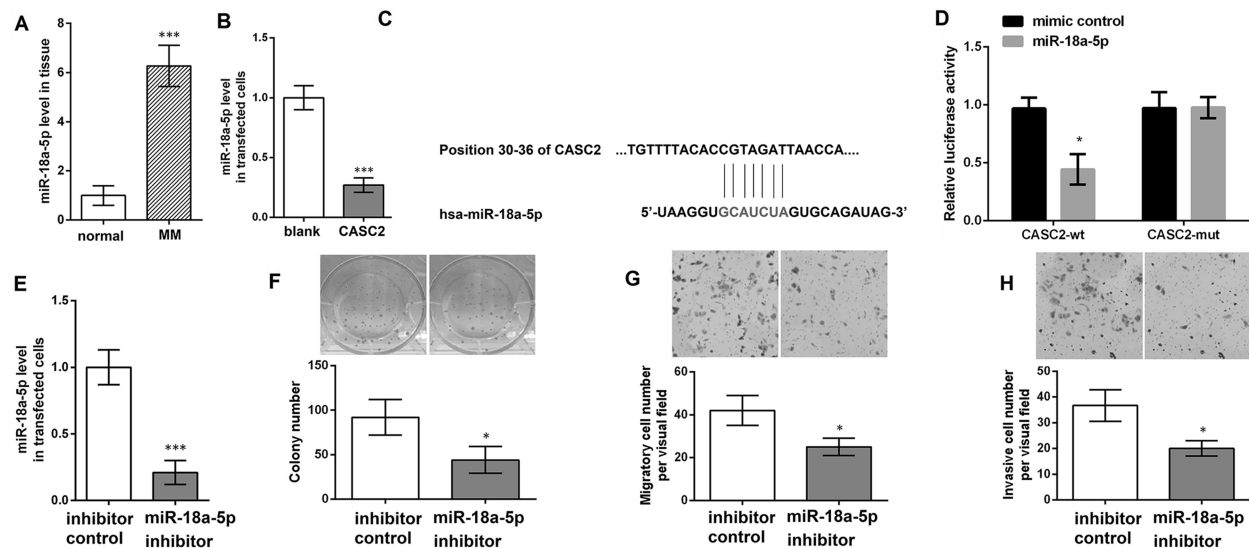 A
miR-18a-5p level in tissue
8
6
4
2
0
***
normal
MM
B
miR-18a-5p level
in transfected cells
1.5
1.0
0.5
0.0
***
blank
CASC2
C
Position 30-36 of CASC2 ...TGTTTTACACCGTAGATTAACCA....
hsa-miR-18a-5p 5'-UAAGGUGCAUCUAGUGCAGAUAG-3'
D
mimic control
miR-18a-5p
Relative luciferase activity
1.5
1.0
0.5
0.0
*
CASC2-wt
CASC2-mut
E
miR-18a-5p level
in transfected cells
1.5
1.0
0.5
0.0
***
inhibitor
control
miR-18a-5p
inhibitor
F
Colony number
150
100
50
0
*
inhibitor
control
miR-18a-5p
inhibitor
G
Migratory cell number
per visual field
60
40
20
0
*
inhibitor
control
miR-18a-5p
inhibitor
H
Invasive cell number
per visual field
50
40
30
20
10
0
*
inhibitor
control
miR-18a-5p
inhibitor